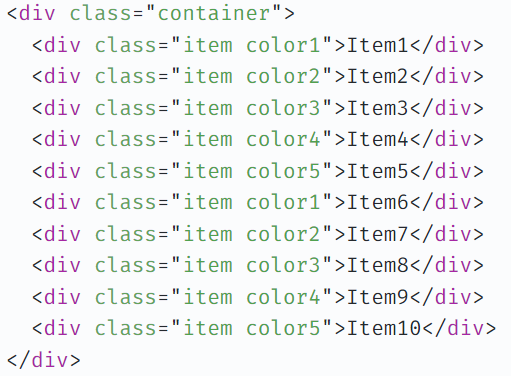 <div class="container">
  <div class="item color1">Item1</div>
  <div class="item color2">Item2</div>
  <div class="item color3">Item3</div>
  <div class="item color4">Item4</div>
  <div class="item color5">Item5</div>
  <div class="item color1">Item6</div>
  <div class="item color2">Item7</div>
  <div class="item color3">Item8</div>
  <div class="item color4">Item9</div>
  <div class="item color5">Item10</div>
</div>